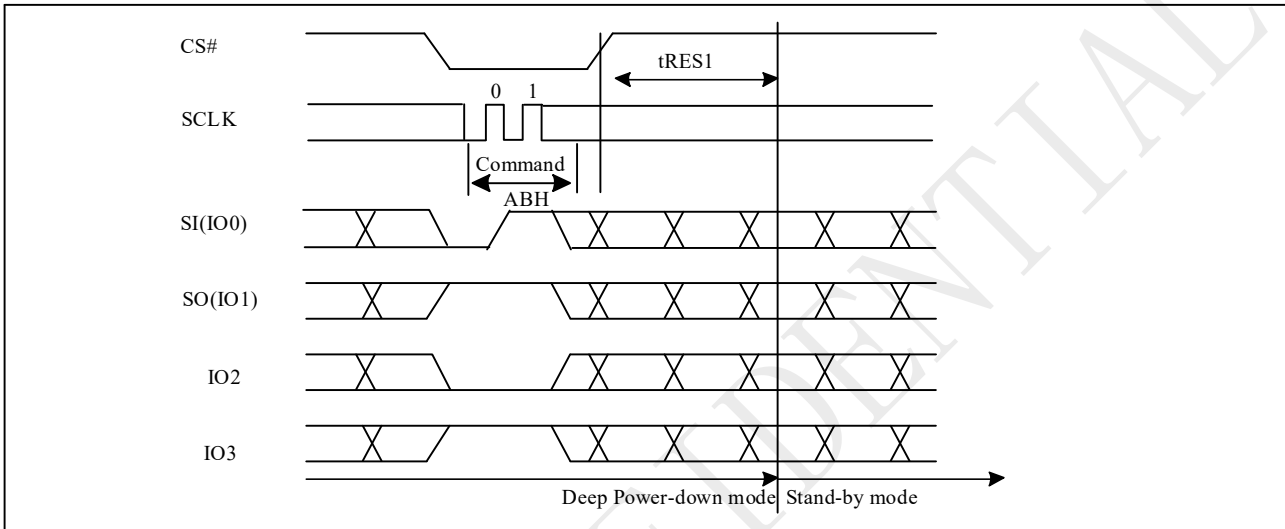 CS#
tRES1
0 1
SCLK
Command
ABH
SI(IO0)
SO(IO1)
IO2
IO3
Deep Power-down mode Stand-by mode
IDENTIAL